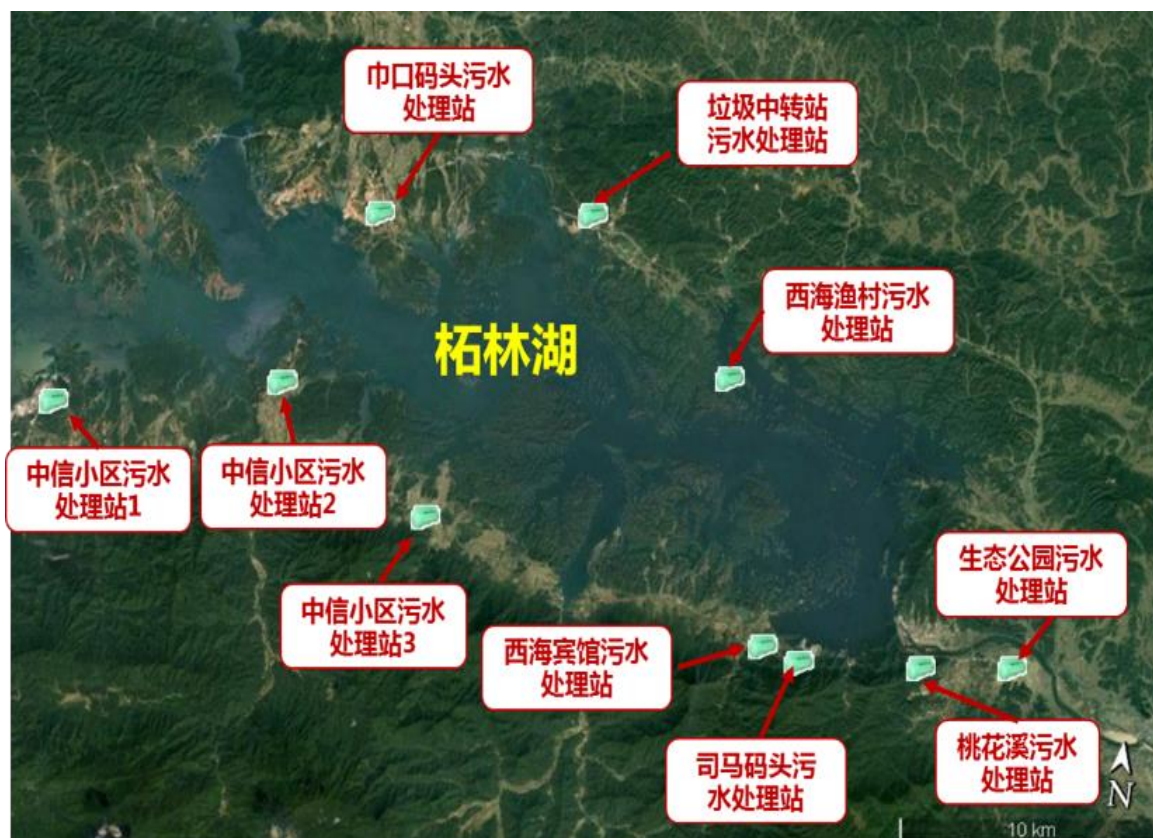 巾口码头污水
处理站
垃圾中转站
污水处理站
西海渔村污水
处理站
柘林湖
中信小区污水
处理站1
中信小区污水
处理站2
中信小区污水
处理站3
西海宾馆污水
处理站
司马码头污
水处理站
生态公园污水
处理站
桃花溪污水
处理站
N
10 km